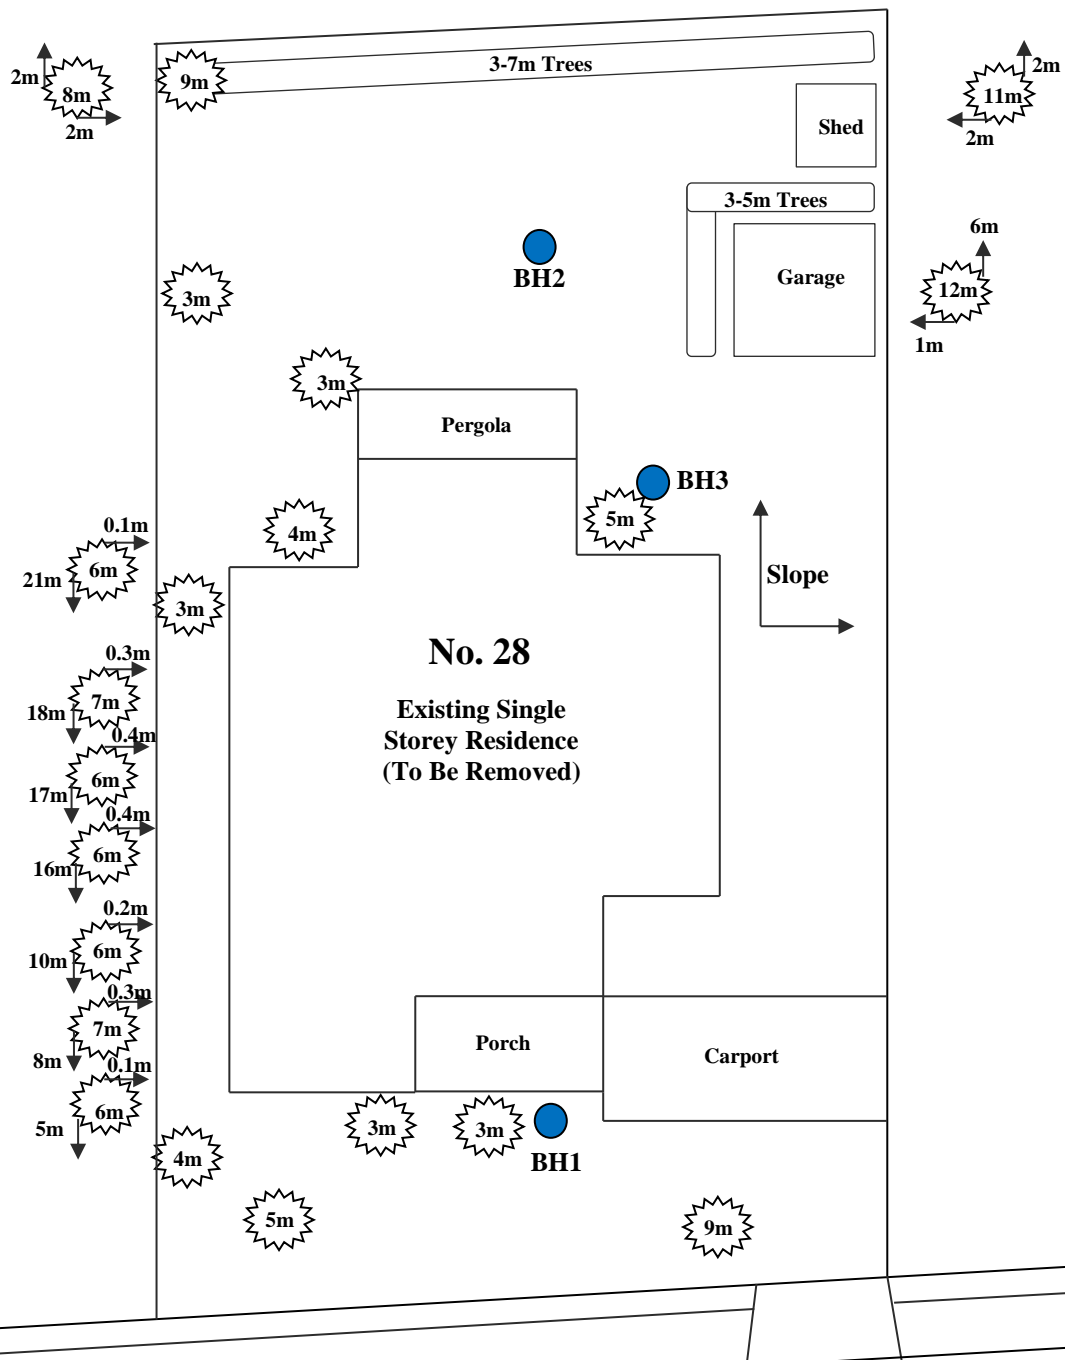 3-7m Trees
2m
8m
2m
9m
2m
11m
2m
Shed
3-5m Trees
6m
12m
1m
Garage
BH2
3m
3m
Pergola
BH3
5m
4m
0.1m
6m
21m
3m
Slope
No. 28
Existing Single
Storey Residence
(To Be Removed)
0.3m
7m
18m
0.4m
6m
17m
0.4m
6m
16m
0.2m
6m
10m
0.3m
7m
8m
0.1m
6m
5m
Porch
Carport
3m
3m
BH1
4m
5m
9m